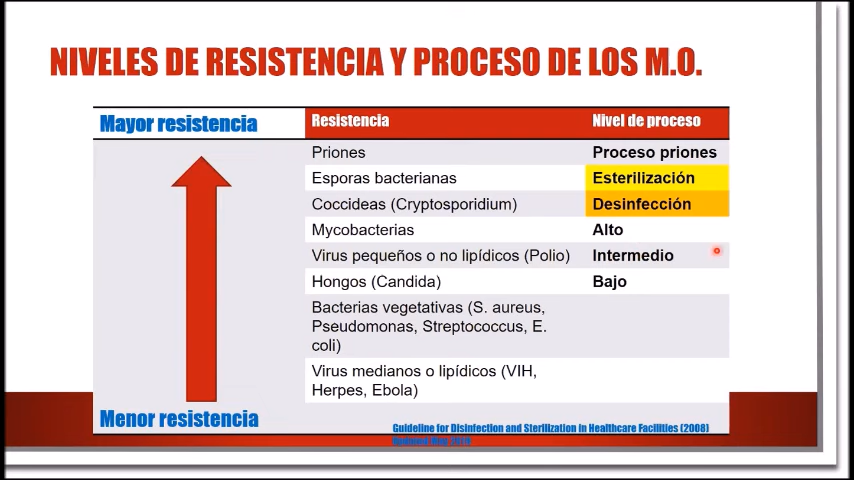 NIVELES DE RESISTENCIA Y PROCESO DE LOS M.O.
Mayor resistencia
Resistencia Nivel de proceso
Priones Proceso priones
Esporas bacterianas Esterilización
Coccideas (Cryptosporidium) Desinfección
Mycobacterias Alto
Virus pequeños o no lipídicos (Polio) Intermedio
Hongos (Candida) Bajo
Bacterias vegetativas (S. aureus,
Pseudomonas, Streptococcus, E.
coli)
Virus medianos o lipídicos (VIH,
Herpes, Ebola)
Menor resistencia
Guideline for Disinfection and Sterilization in Healthcare Facilities (2008)